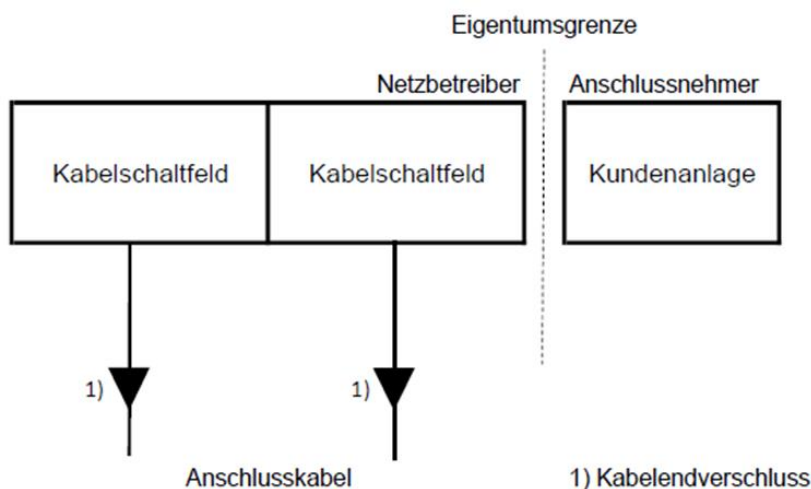 Eigentumsgrenze
Netzbetreiber
Anschlussnehmer
Kabelschaltfeld
Kabelschaltfeld
Kundenanlage
1)
1)
Anschlusskabel
1) Kabelendverschluss